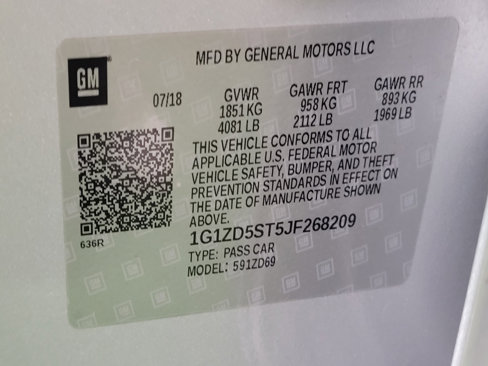 MFD BY GENERAL MOTORS LLC
GM
07/18
GVWR GAWR FRT GAWR RR
1851 KG 958 KG 893 KG
4081 LB 2112 LB 1969 LB
THIS VEHICLE CONFORMS TO ALL
APPLICABLE U.S. FEDERAL MOTOR
VEHICLE SAFETY, BUMPER, AND THEFT
PREVENTION STANDARDS IN EFFECT ON
THE DATE OF MANUFACTURE SHOWN
ABOVE.
636R
1G1ZD5ST5JF268209
TYPE: PASS CAR
MODEL: 591ZD69